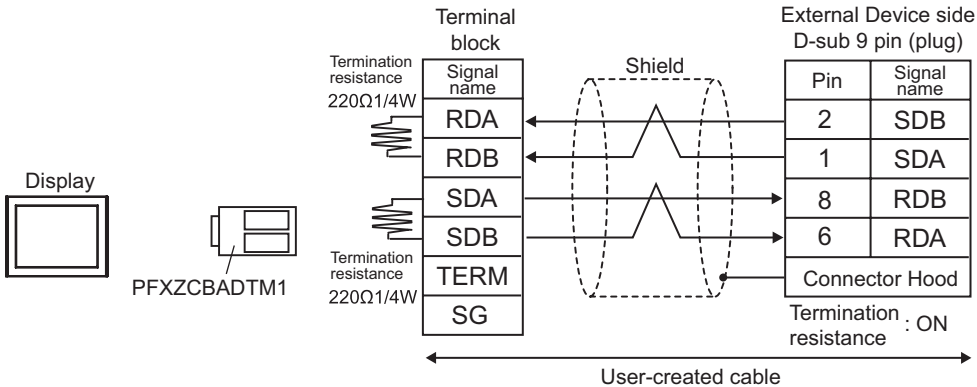 Display
PFXZCBADTM1
Termination
resistance
220Ω1/4W
Termination
resistance
220Ω1/4W
Terminal
block
Signal
name
RDA
RDB
SDA
SDB
TERM
SG
Shield
External Device side
D-sub 9 pin (plug)
Pin Signal
name
2 SDB
1 SDA
8 RDB
6 RDA
Connector Hood
Termination
resistance : ON
User-created cable